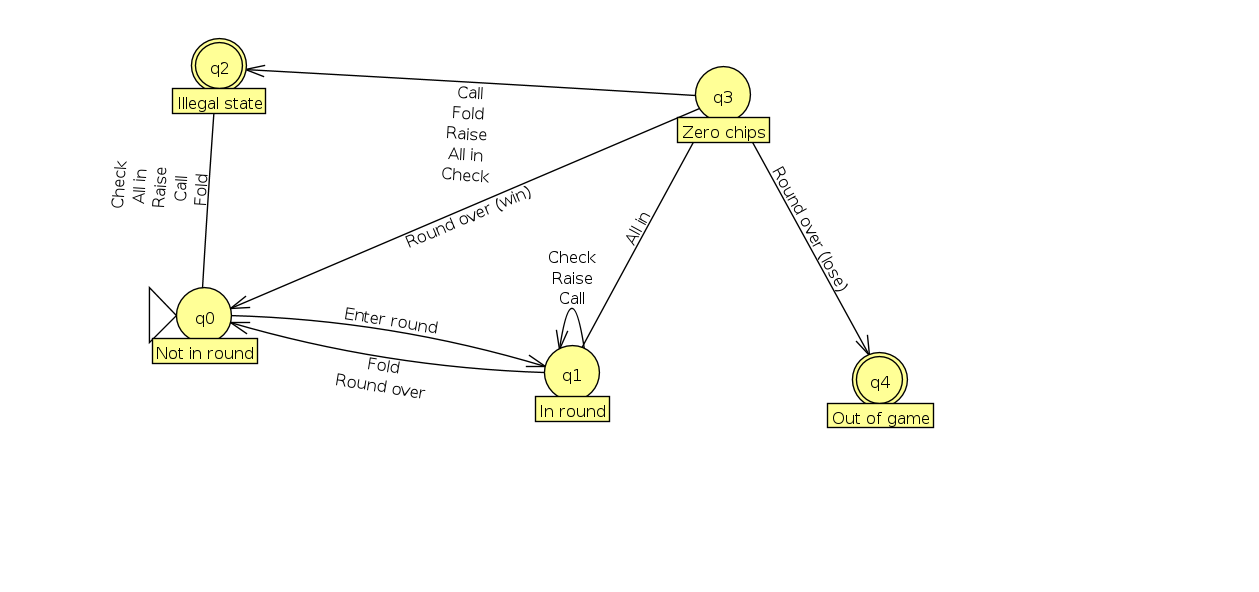 q2
Illegal state
q3
Zero chips
Call
Fold
Raise
All in
Check
Check
All in
Raise
Call
Fold
Round over (win)
All in
Round over (lose)
Check
Raise
Call
q0
Not in round
Enter round
Fold
Round over
q1
In round
q4
Out of game